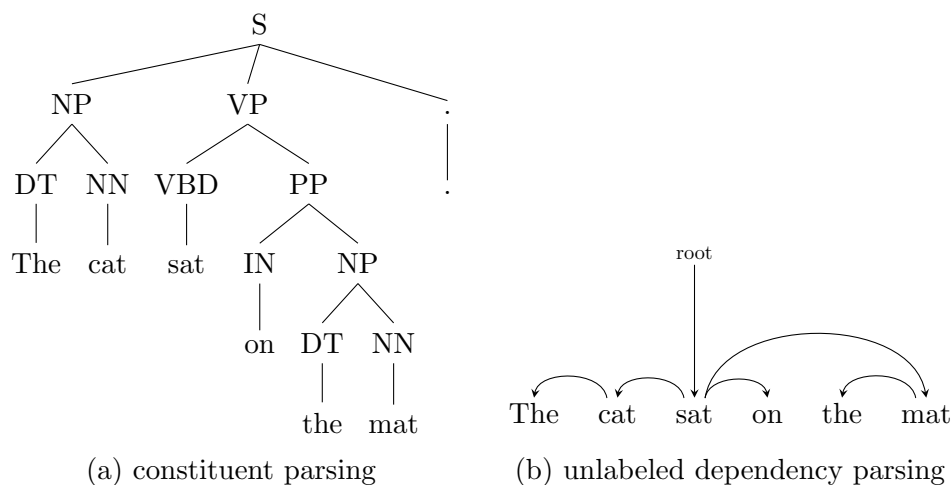 S
NP VP .
DT NN VBD PP .
The cat sat IN NP
root
on DT NN
the mat
The cat sat on the mat
(a) constituent parsing
(b) unlabeled dependency parsing